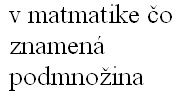 v matmatike čo
znamená
podmnožina